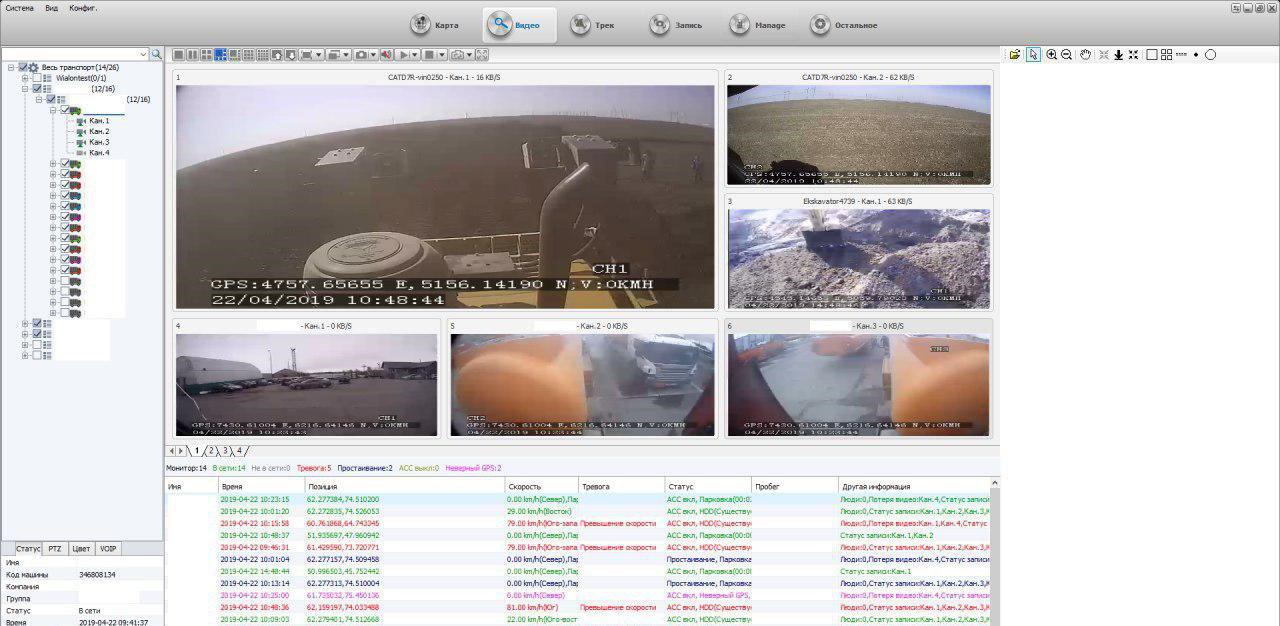 Система Вид Конфиг.
Карта Видео Трек Запись Manage Остальное
Весь транспорт(14/26)
Wialontest(0/1)
(12/16)
(12/16)
Кан.1
Кан.2
Кан.3
Кан.4
1 CATD7R-vin0250 - Кан.1 - 16 KB/S
CH1
GPS:4757.65655 E,5156.14190 N;V:0KMH
22/04/2019 10:48:44
2 CATD7R-vin0250 - Кан.2 - 62 KB/S
CH2
GPS:4757.65655 E,5156.14190 N;V:0KMH
22/04/2019 10:48:44
3 Ekskavator4739 - Кан.1 - 63 KB/S
CH1
4 - Кан.1 - 0 KB/S
CH1
GPS:7430.61004 E,6216.64146 N;V:0KMH
04/22/2019 10:23:43
5 - Кан.2 - 0 KB/S
CH2
GPS:7430.61004 E,6216.64146 N;V:0KMH
04/22/2019 10:23:44
6 - Кан.3 - 0 KB/S
CH3
GPS:7430.61004 E,6216.64146 N;V:0KMH
04/22/2019 10:23:44
1 2 3 4
Монитор:14 В сети:14 Не в сети:0 Тревога:5 Простаивание:2 ACC выкл:0 Неверный GPS:2
Имя Время Позиция Скорость Тревога Статус Пробег Другая информация
2019-04-22 10:23:15 62.277384,74.510200 0.00 km/h(Север),Па ACC вкл, Парковка(00:0 Люди:0,Потеря видео:Кан.4,Статус записи
2019-04-22 10:01:20 62.272835,74.526053 29.00 km/h(Восток) ACC вкл, HDD(Существу Люди:0,Статус записи:Кан.1,Кан.2,Кан.3,
2019-04-22 10:15:58 60.761868,64.743345 79.00 km/h(Юго-запа Превышение скорости ACC вкл, HDD(Существу Люди:0,Потеря видео:Кан.1,Кан.4,Статус
2019-04-22 10:48:37 51.935697,47.960942 0.00 km/h(Север),Па ACC вкл, HDD(Существу Статус записи:Кан.1,Кан.2
2019-04-22 09:46:31 61.429590,73.720771 79.00 km/h(Юго-запа Превышение скорости ACC вкл, HDD(Существу Люди:0,Статус записи:Кан.1,Кан.2,Кан.3,
2019-04-22 10:01:04 62.277157,74.509458 0.00 km/h(Север),Па Простаивание, Парковка Люди:0,Потеря видео:Кан.4,Статус записи
2019-04-22 14:48:44 50.996503,45.752442 0.00 km/h(Север),Па ACC вкл, Парковка(00:0 Статус записи:Кан.1
2019-04-22 10:13:14 62.277313,74.510004 0.00 km/h(Север),Па Простаивание, Парковка Люди:0,Статус записи:Кан.1,Кан.2,Кан.3,
2019-04-22 10:25:00 61.735032,75.450136 0.00 km/h(Север) ACC вкл, Неверный GPS, Люди:0,Статус записи:Кан.1,Кан.2,Кан.3,
2019-04-22 10:48:36 62.159197,74.033488 81.00 km/h(Юг) Превышение скорости ACC вкл, HDD(Существу Люди:0,Статус записи:Кан.1,Кан.2,Кан.3,
2019-04-22 10:09:03 62.279401,74.512668 22.00 km/h(Юго-вост ACC вкл, HDD(Существу Люди:0,Статус записи:Кан.1,Кан.2,Кан.3,
Статус PTZ Цвет VOIP
Имя
Код машины 346808134
Компания
Группа
Статус В сети
Время 2019-04-22 09:41:37